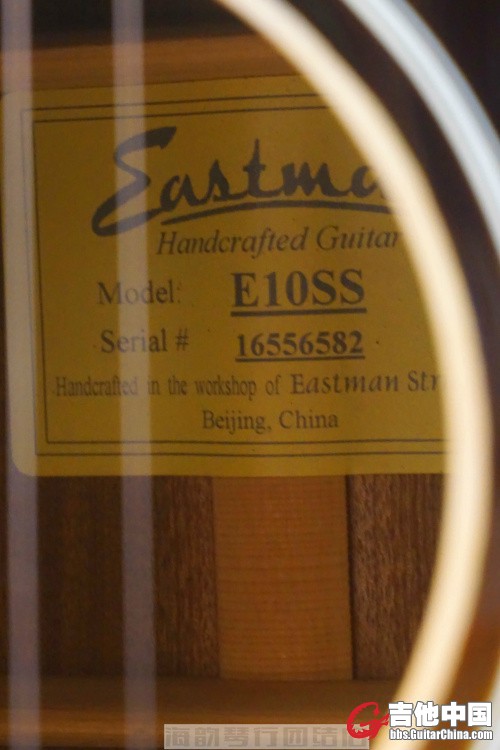 Eastma
Handcrafted Guitar
Model: E10SS
Serial # 16556582
Handcrafted in the workshop of Eastman Str
Beijing, China
吉他中国
bbs.GuitarChina.com